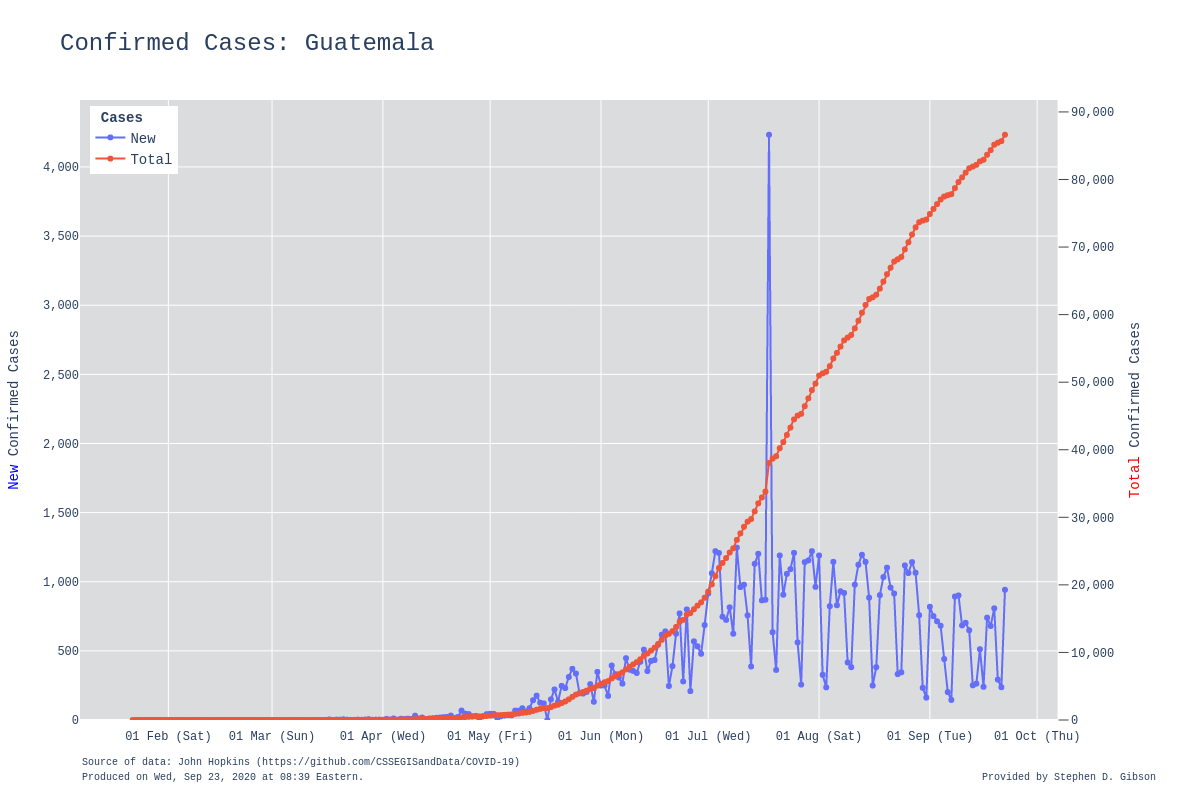 Confirmed Cases: Guatemala
Cases
New
Total
4,000
3,500
3,000
2,500
2,000
1,500
1,000
500
0
New Confirmed Cases
90,000
80,000
70,000
60,000
50,000
40,000
30,000
20,000
10,000
0
Total Confirmed Cases
01 Feb (Sat) 01 Mar (Sun) 01 Apr (Wed) 01 May (Fri) 01 Jun (Mon) 01 Jul (Wed) 01 Aug (Sat) 01 Sep (Tue) 01 Oct (Thu)
Source of data: John Hopkins (https://github.com/CSSEGISandData/COVID-19)
Produced on Wed, Sep 23, 2020 at 08:39 Eastern.
Provided by Stephen D. Gibson